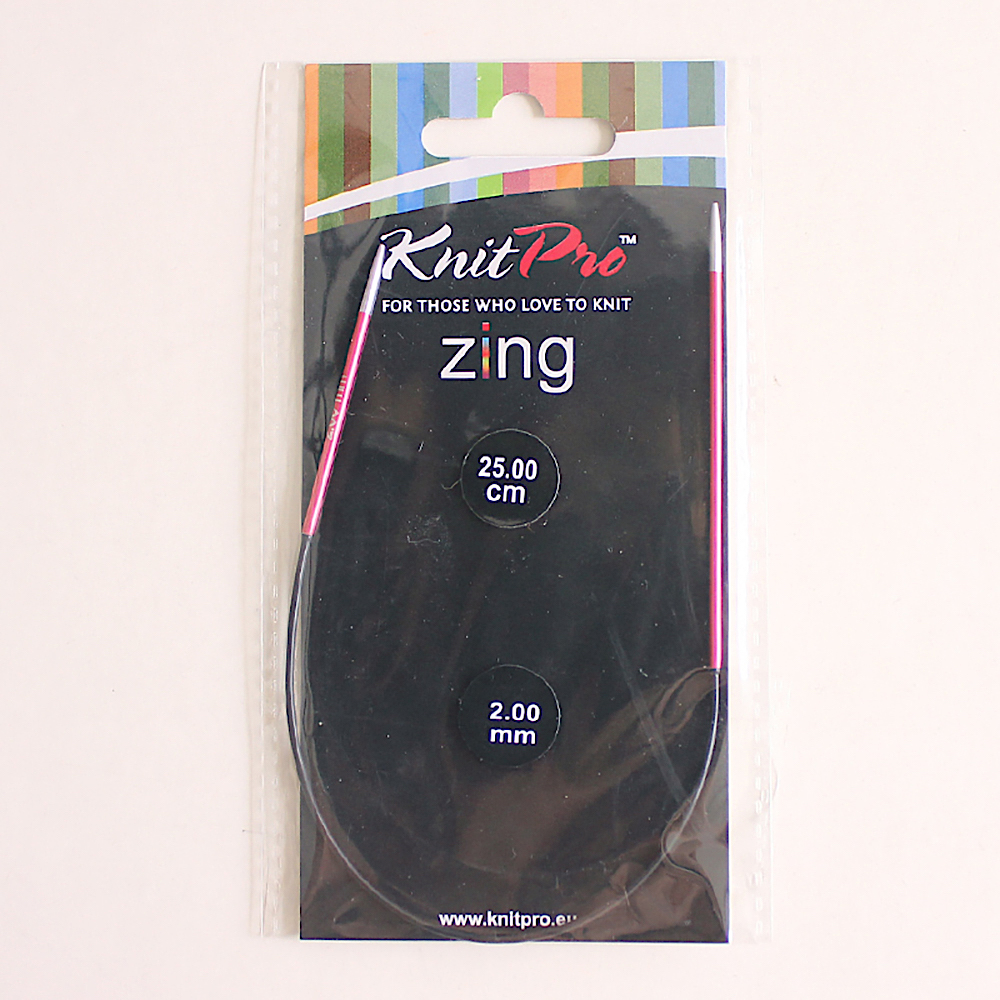 KnitPro™
FOR THOSE WHO LOVE TO KNIT
zing
25.00
cm
2.00
mm
www.knitpro.eu